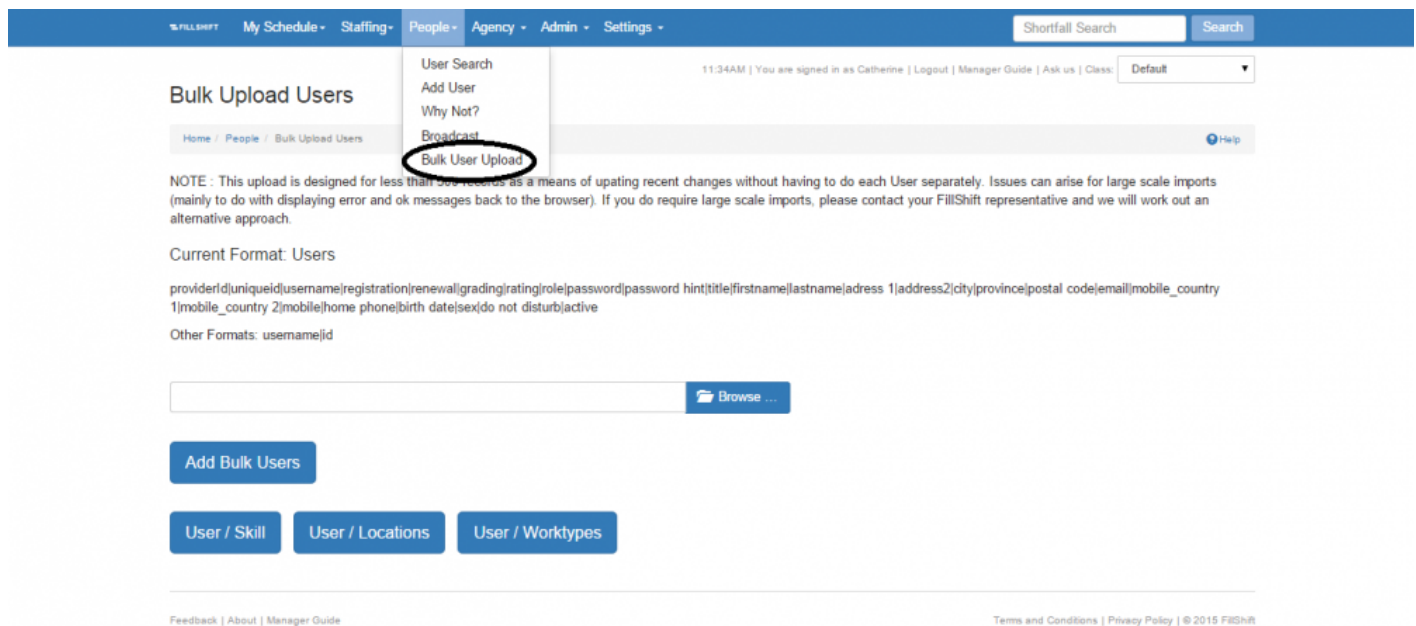 FILLSHIFT My Schedule Staffing People Agency Admin Settings Shortfall Search Search
User Search
Add User
Why Not?
Broadcast
Bulk User Upload
11:34AM | You are signed in as Catherine | Logout | Manager Guide | Ask us | Class: Default
Bulk Upload Users
Home / People / Bulk Upload Users Help
NOTE : This upload is designed for less than 500 records as a means of upating recent changes without having to do each User separately. Issues can arise for large scale imports
(mainly to do with displaying error and ok messages back to the browser). If you do require large scale imports, please contact your FillShift representative and we will work out an
alternative approach.
Current Format: Users
providerId|uniqueid|username|registration|renewal|grading|rating|role|password|password hint|title|firstname|lastname|adress 1|address2|city|province|postal code|email|mobile_country
1|mobile_country 2|mobile|home phone|birth date|sex|do not disturb|active
Other Formats: username|id
Browse ...
Add Bulk Users
User / Skill User / Locations User / Worktypes
Feedback | About | Manager Guide Terms and Conditions | Privacy Policy | © 2015 FillShift